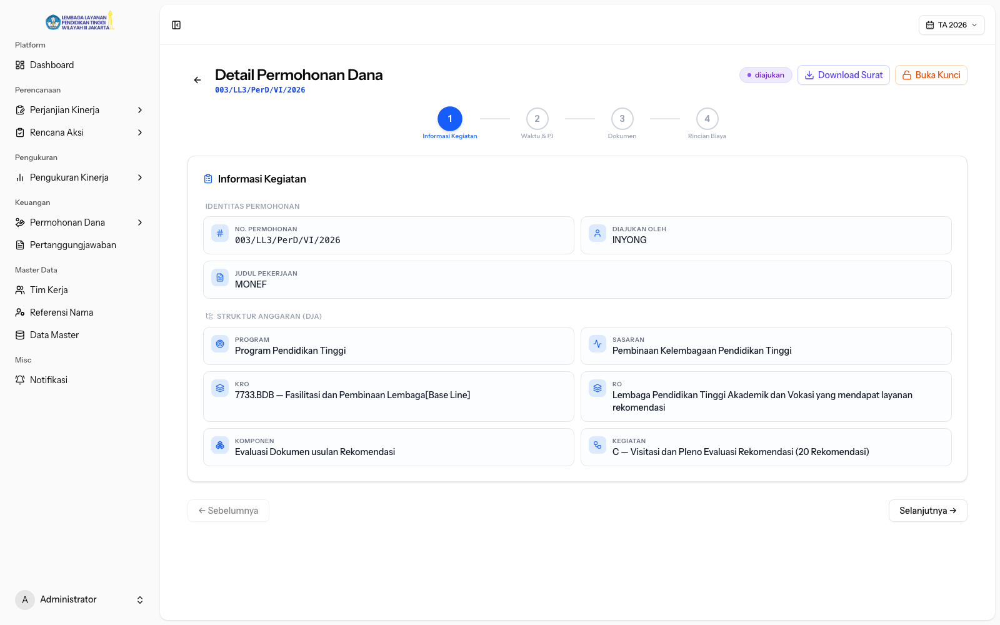 LEMBAGA LAYANAN
PENDIDIKAN TINGGI
WILAYAH III JAKARTA
Platform
Dashboard
Perencanaan
Perjanjian Kinerja
Rencana Aksi
Pengukuran
Pengukuran Kinerja
Keuangan
Permohonan Dana
Pertanggungjawaban
Master Data
Tim Kerja
Referensi Nama
Data Master
Misc
Notifikasi
A Administrator
TA 2026
Detail Permohonan Dana
003/LL3/PerD/VI/2026
diajukan
Download Surat
Buka Kunci
1 2 3 4
Informasi Kegiatan Waktu & PJ Dokumen Rincian Biaya
Informasi Kegiatan
IDENTITAS PERMOHONAN
NO. PERMOHONAN
003/LL3/PerD/VI/2026
DIAJUKAN OLEH
INYONG
JUDUL PEKERJAAN
MONEF
STRUKTUR ANGGARAN (DJA)
PROGRAM
Program Pendidikan Tinggi
SASARAN
Pembinaan Kelembagaan Pendidikan Tinggi
KRO
7733.BDB — Fasilitasi dan Pembinaan Lembaga[Base Line]
RO
Lembaga Pendidikan Tinggi Akademik dan Vokasi yang mendapat layanan
rekomendasi
KOMPONEN
Evaluasi Dokumen usulan Rekomendasi
KEGIATAN
C — Visitasi dan Pleno Evaluasi Rekomendasi (20 Rekomendasi)
← Sebelumnya
Selanjutnya →